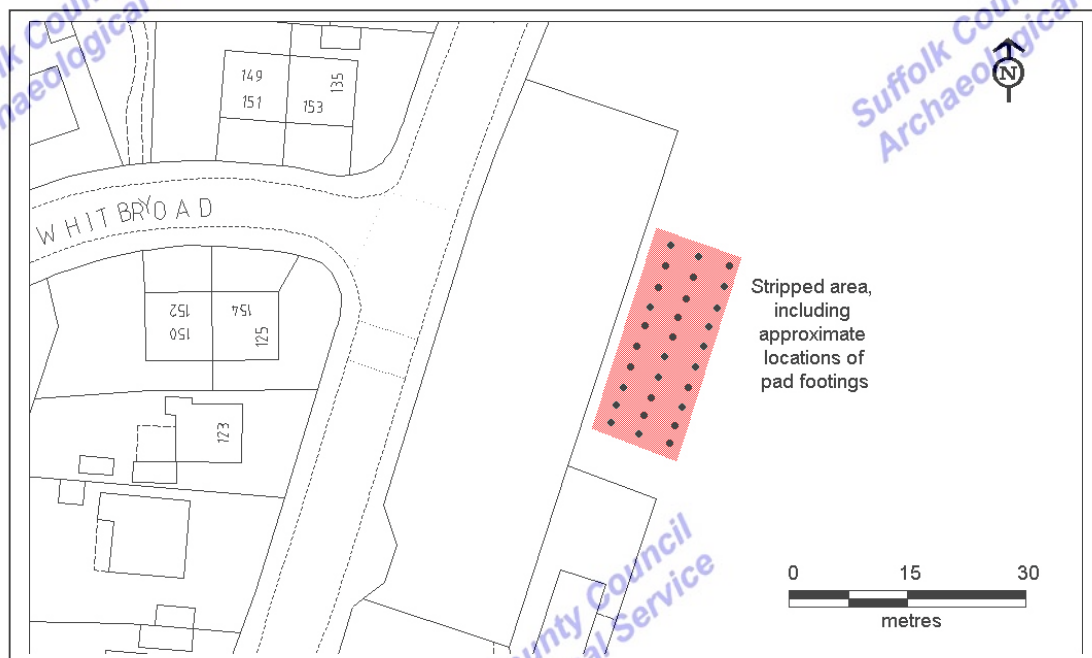 Suffolk County Council
Archaeological Service
149
151
153
135
N
WHITBY ROAD
152
150
154
125
123
Stripped area,
including
approximate
locations of
pad footings
0 15 30
metres